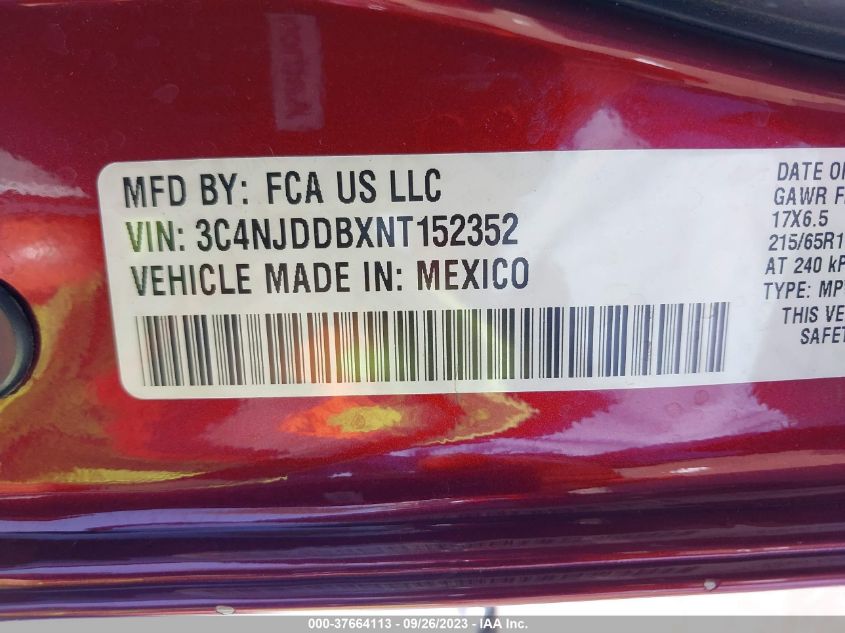 MFD BY: FCA US LLC
VIN: 3C4NJDDBXNT152352
VEHICLE MADE IN: MEXICO
DATE O
GAWR F
17X6.5
215/65R1
AT 240 kP
TYPE: MP
THIS VE
SAFET
000-37664113 - 09/26/2023 - IAA Inc.